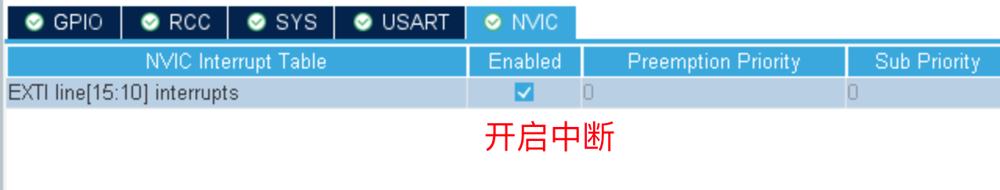 GPIO RCC SYS USART NVIC
NVIC Interrupt Table Enabled Preemption Priority Sub Priority
EXTI line[15:10] interrupts 0 0
开启中断